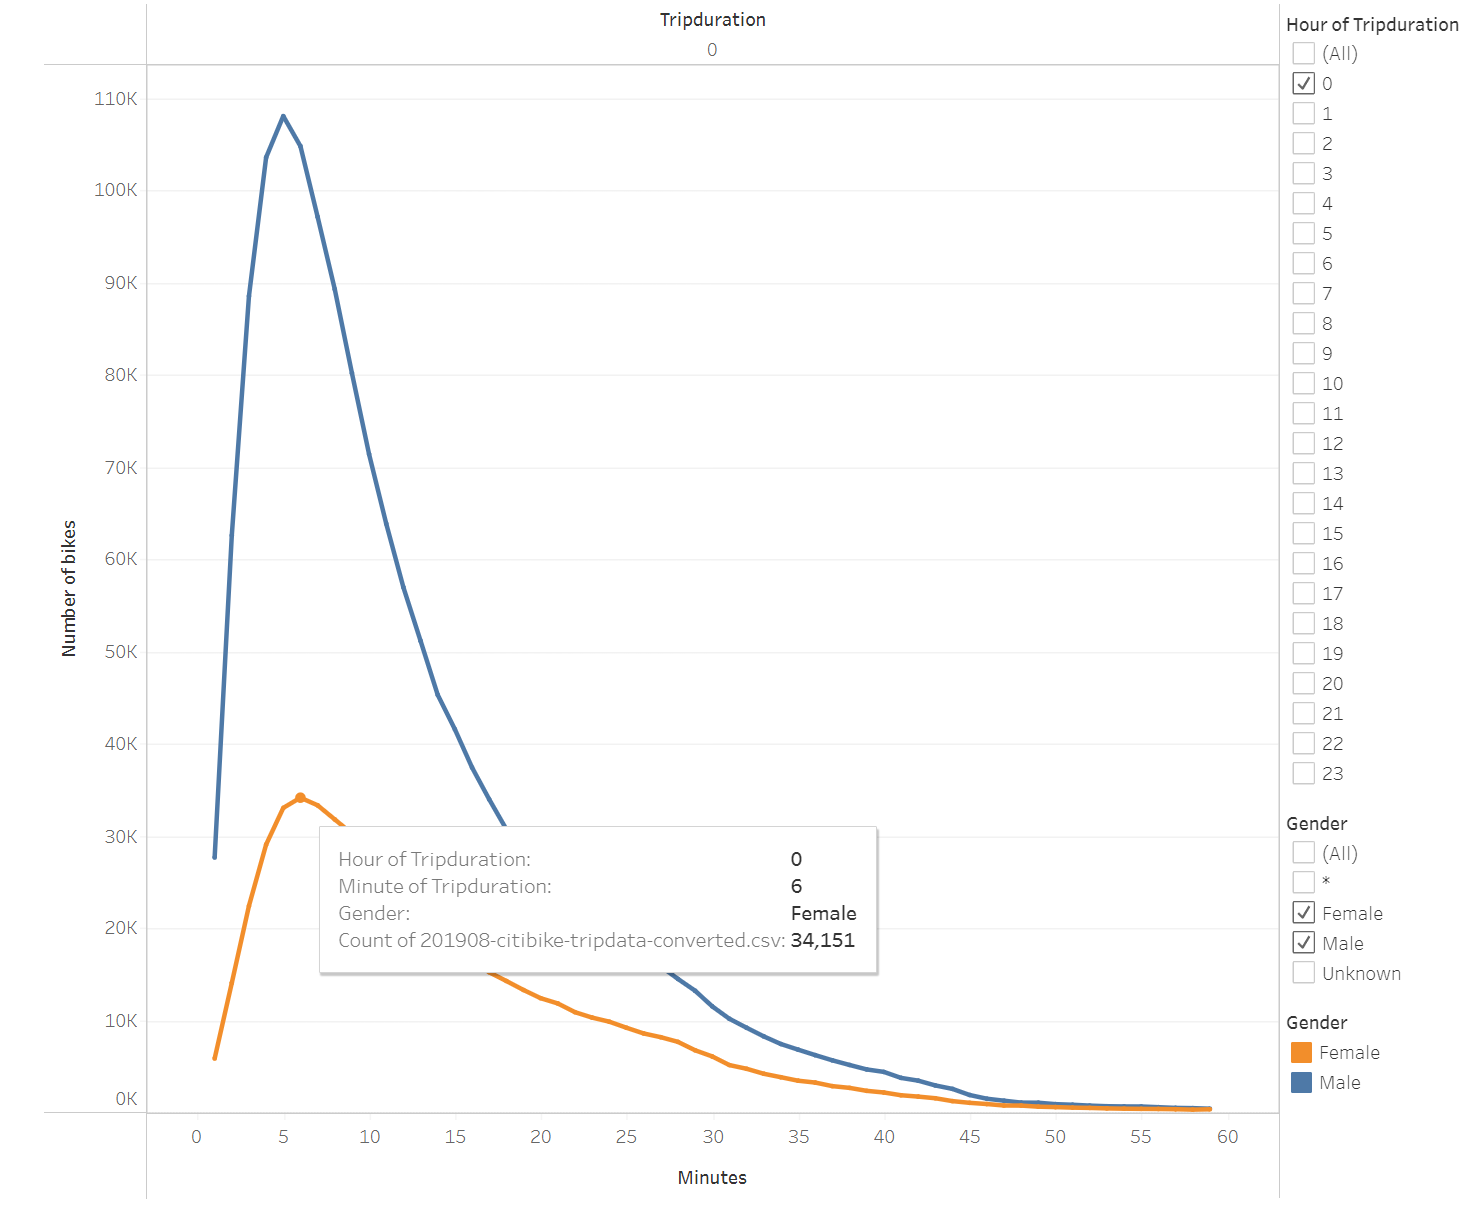 Tripduration
0
110K
100K
90K
80K
70K
60K
50K
40K
30K
20K
10K
0K
Number of bikes
Hour of Tripduration: 0
Minute of Tripduration: 6
Gender: Female
Count of 201908-citibike-tripdata-converted.csv: 34,151
0 5 10 15 20 25 30 35 40 45 50 55 60
Minutes
Hour of Tripduration
(All)
0
1
2
3
4
5
6
7
8
9
10
11
12
13
14
15
16
17
18
19
20
21
22
23
Gender
(All)
*
Female
Male
Unknown
Gender
Female
Male